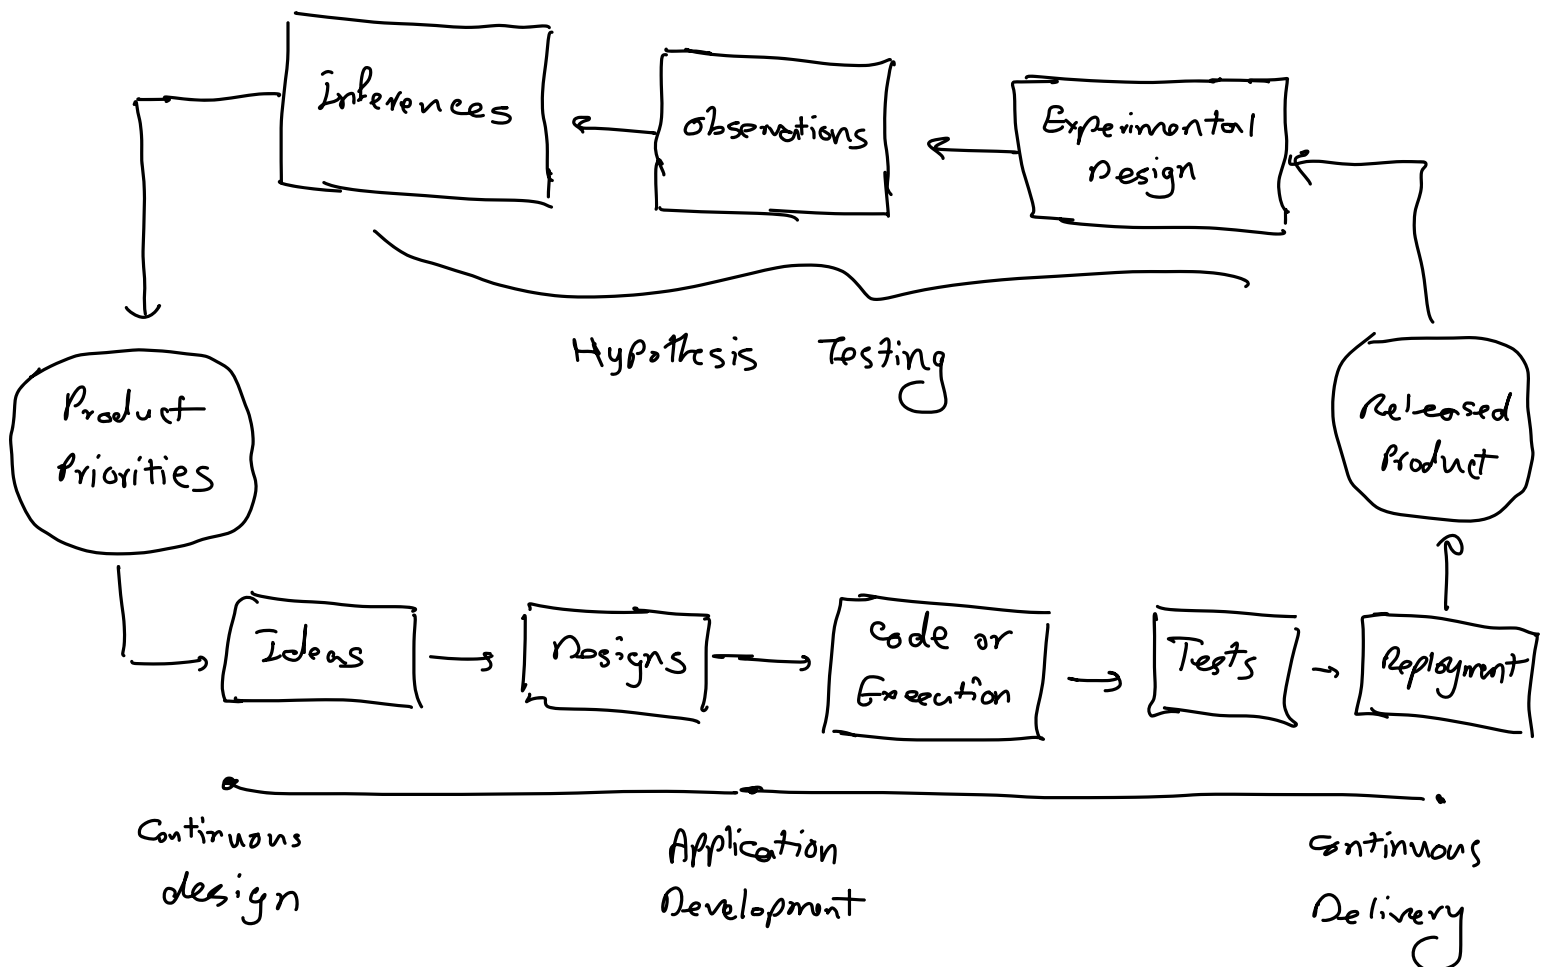 Inferences
Observations
Experimental
Design
Hypothesis Testing
Product
Priorities
Released
Product
Ideas
Designs
Code or
Execution
Tests
Deployment
Continuous
design
Application
Development
Continuous
Delivery